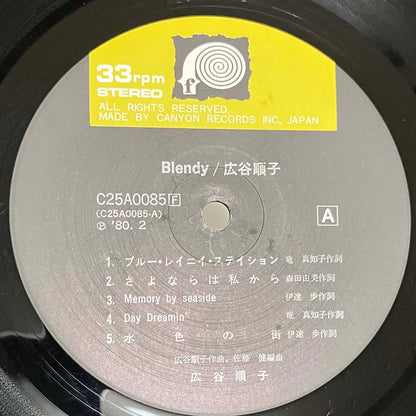 f
33rpm
STEREO
ALL RIGHTS RESERVED.
MADE BY CANYON RECORDS INC., JAPAN
Blendy/広谷順子
C25A0085 F
(C25A0085-A)
Ⓟ '80. 2
A
1. ブルー・レイニイ・ステイション 竜 真知子作詞
2. さよならは私から 森田由美作詞
3. Memory by seaside 伊達 歩作詞
4. Day Dreamin' 竜 真知子作詞
5. 水色の街 伊達 歩作詞
広谷順子作曲、佐藤 健編曲
広谷順子